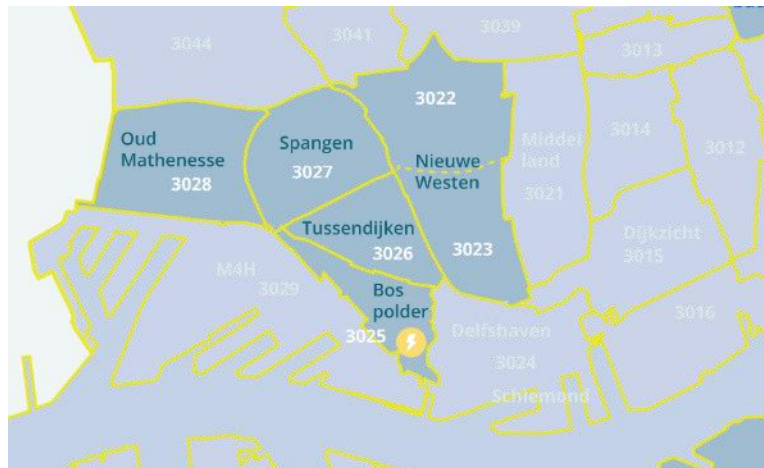 3044
3041
3039
3013
3022
3014
3012
Oud
Mathenesse
3028
Spangen
3027
Middel
land
3021
Nieuwe
Westen
Tussendijken
3026
3023
Dijkzicht
3015
M4H
3029
Bos
polder
3025
3016
Delfshaven
3024
Schiemond